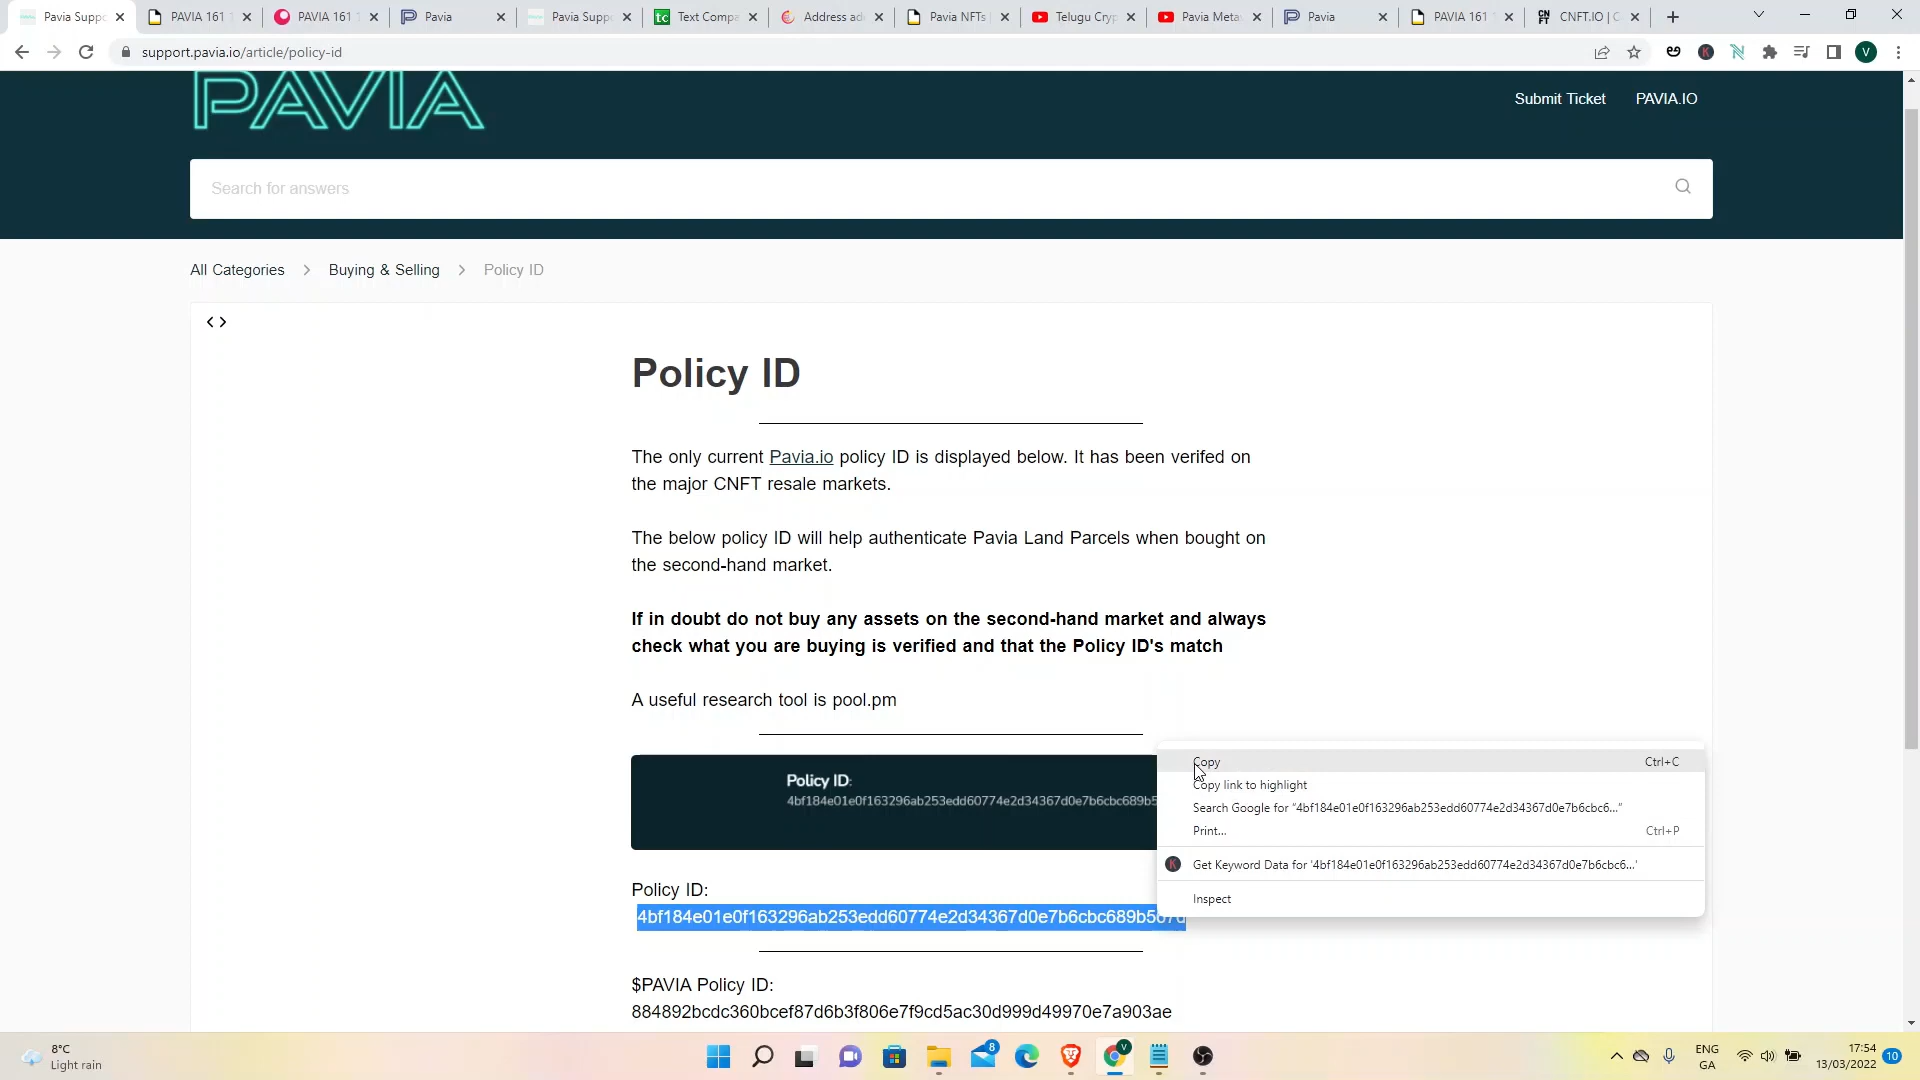 Pavia Supp
PAVIA 161 1
PAVIA 161 1
Pavia
Pavia Supp
Text Compa
Address ad
Pavia NFTs |
Telugu Cryp
Pavia Meta
Pavia
PAVIA 161 1
CNFT.IO | C
support.pavia.io/article/policy-id
V
PAVIA
Submit Ticket
PAVIA.IO
Search for answers
All Categories
Buying & Selling
Policy ID
Policy ID
The only current Pavia.io policy ID is displayed below. It has been verifed on
the major CNFT resale markets.
The below policy ID will help authenticate Pavia Land Parcels when bought on
the second-hand market.
If in doubt do not buy any assets on the second-hand market and always
check what you are buying is verified and that the Policy ID's match
A useful research tool is pool.pm
Policy ID:
4bf184e01e0f163296ab253edd60774e2d34367d0e7b6cbc689b5
Copy Ctrl+C
Copy link to highlight
Search Google for "4bf184e01e0f163296ab253edd60774e2d34367d0e7b6cbc6..."
Print... Ctrl+P
Get Keyword Data for '4bf184e01e0f163296ab253edd60774e2d34367d0e7b6cbc6...'
Inspect
Policy ID:
4bf184e01e0f163296ab253edd60774e2d34367d0e7b6cbc689b567d
$PAVIA Policy ID:
884892bcdc360bcef87d6b3f806e7f9cd5ac30d999d49970e7a903ae
8°C
Light rain
8
V
ENG
GA
17:54
13/03/2022
10